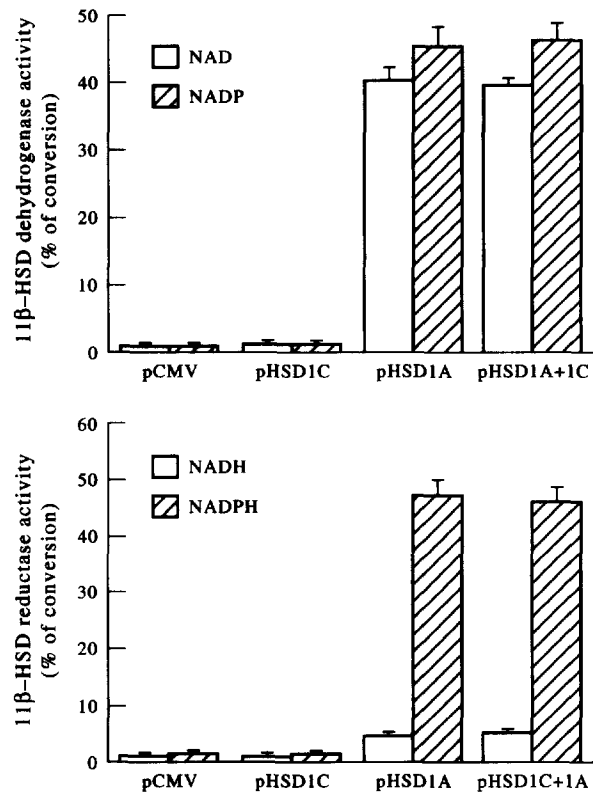 11β–HSD dehydrogenase activity
(% of conversion)
50
40
30
20
10
0
NAD
NADP
pCMV pHSD1C pHSD1A pHSD1A+1C
11β–HSD reductase activity
(% of conversion)
60
50
40
30
20
10
0
NADH
NADPH
pCMV pHSD1C pHSD1A pHSD1C+1A